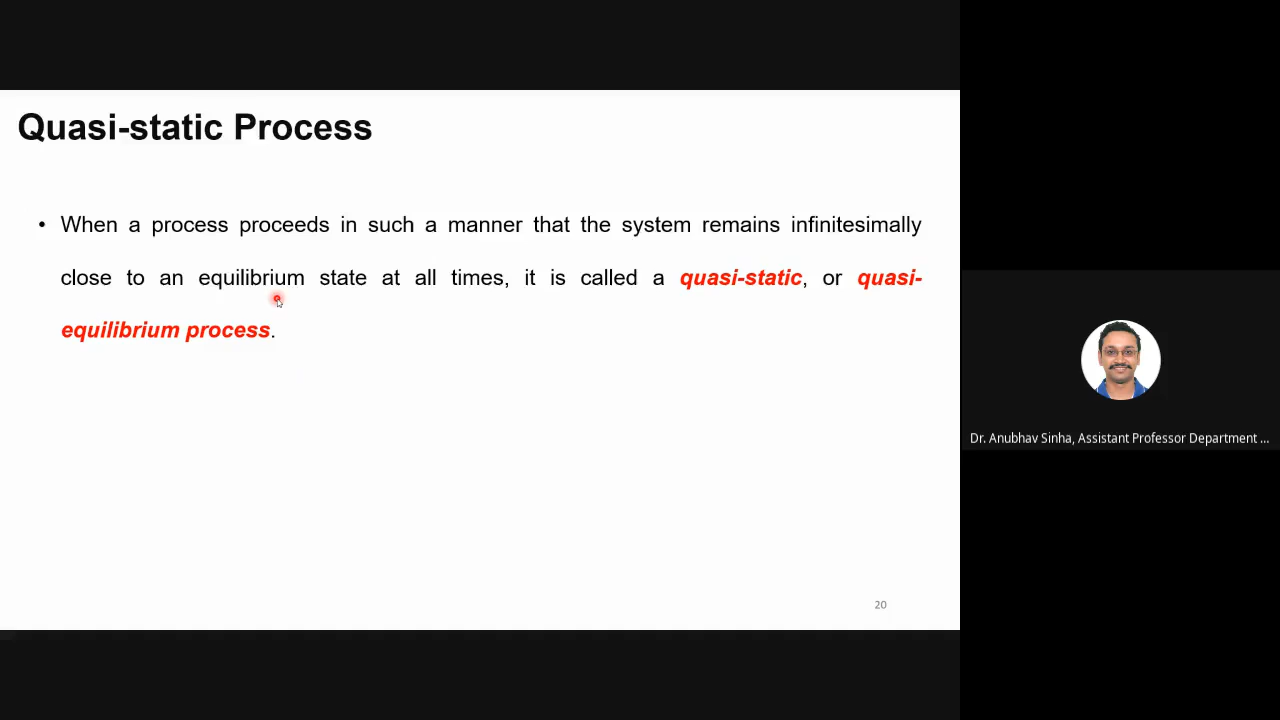 Quasi-static Process
• When a process proceeds in such a manner that the system remains infinitesimally
close to an equilibrium state at all times, it is called a quasi-static, or quasi-
equilibrium process.
20
Dr. Anubhav Sinha, Assistant Professor Department ...